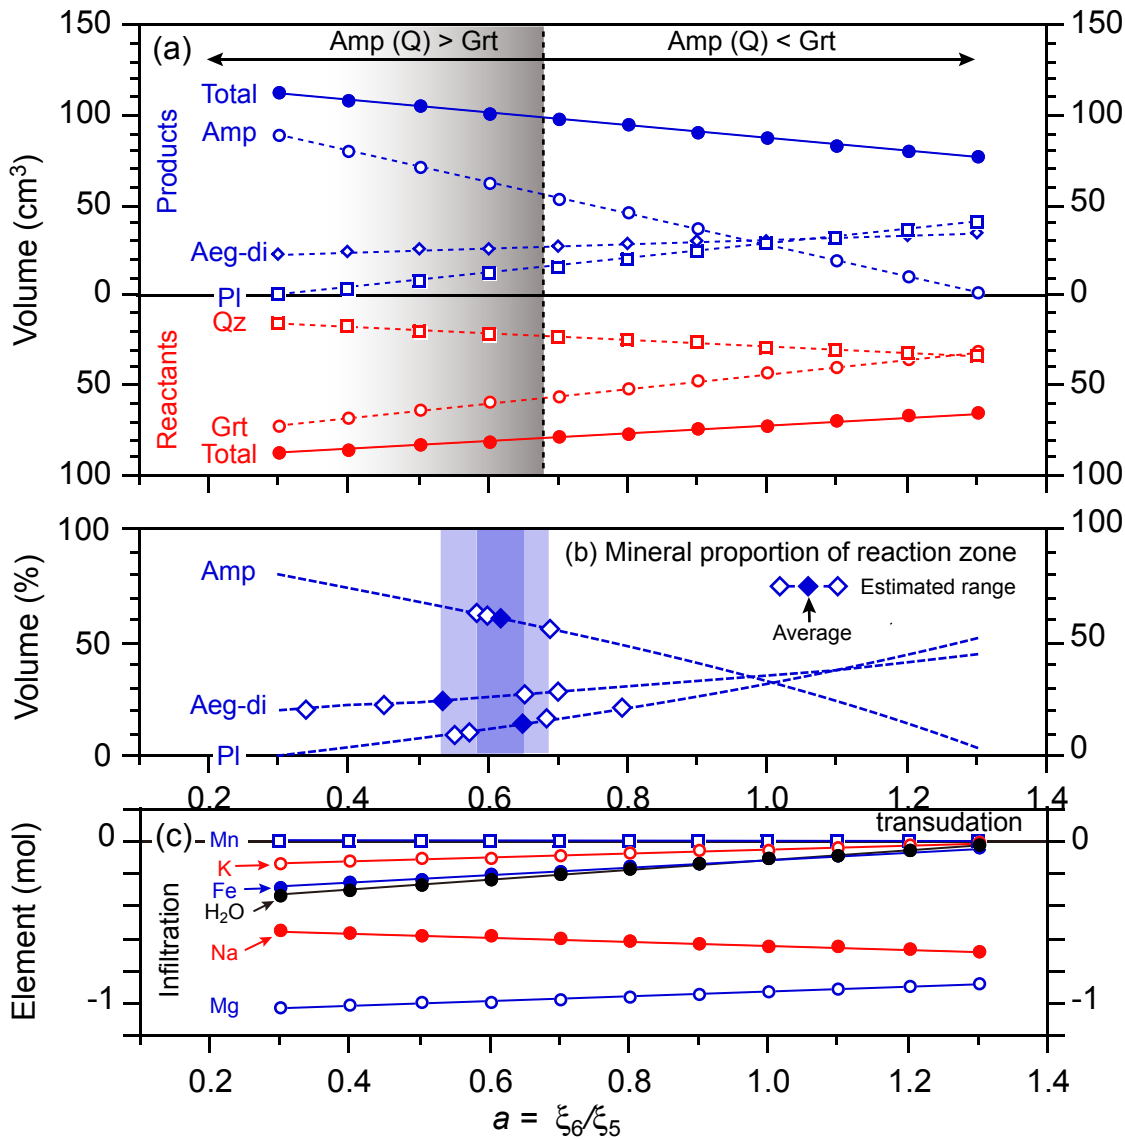 150
150
(a)
Amp (Q) > Grt
Amp (Q) < Grt
Total
100
100
Amp
Products
50
50
Aeg-di
Pl
0
0
Qz
Reactants
50
50
Grt
Total
100
100
Volume (cm3)
100
100
(b) Mineral proportion of reaction zone
Amp
Estimated range
Average
50
50
Aeg-di
Pl
0
0
Volume (%)
0.2
0.4
0.6
0.8
1.0
1.2
1.4
(c)
transudation
0
0
Mn
K
Fe
H2O
Infiltration
Na
-1
-1
Mg
Element (mol)
0.2
0.4
0.6
0.8
1.0
1.2
1.4
a = ξ6/ξ5